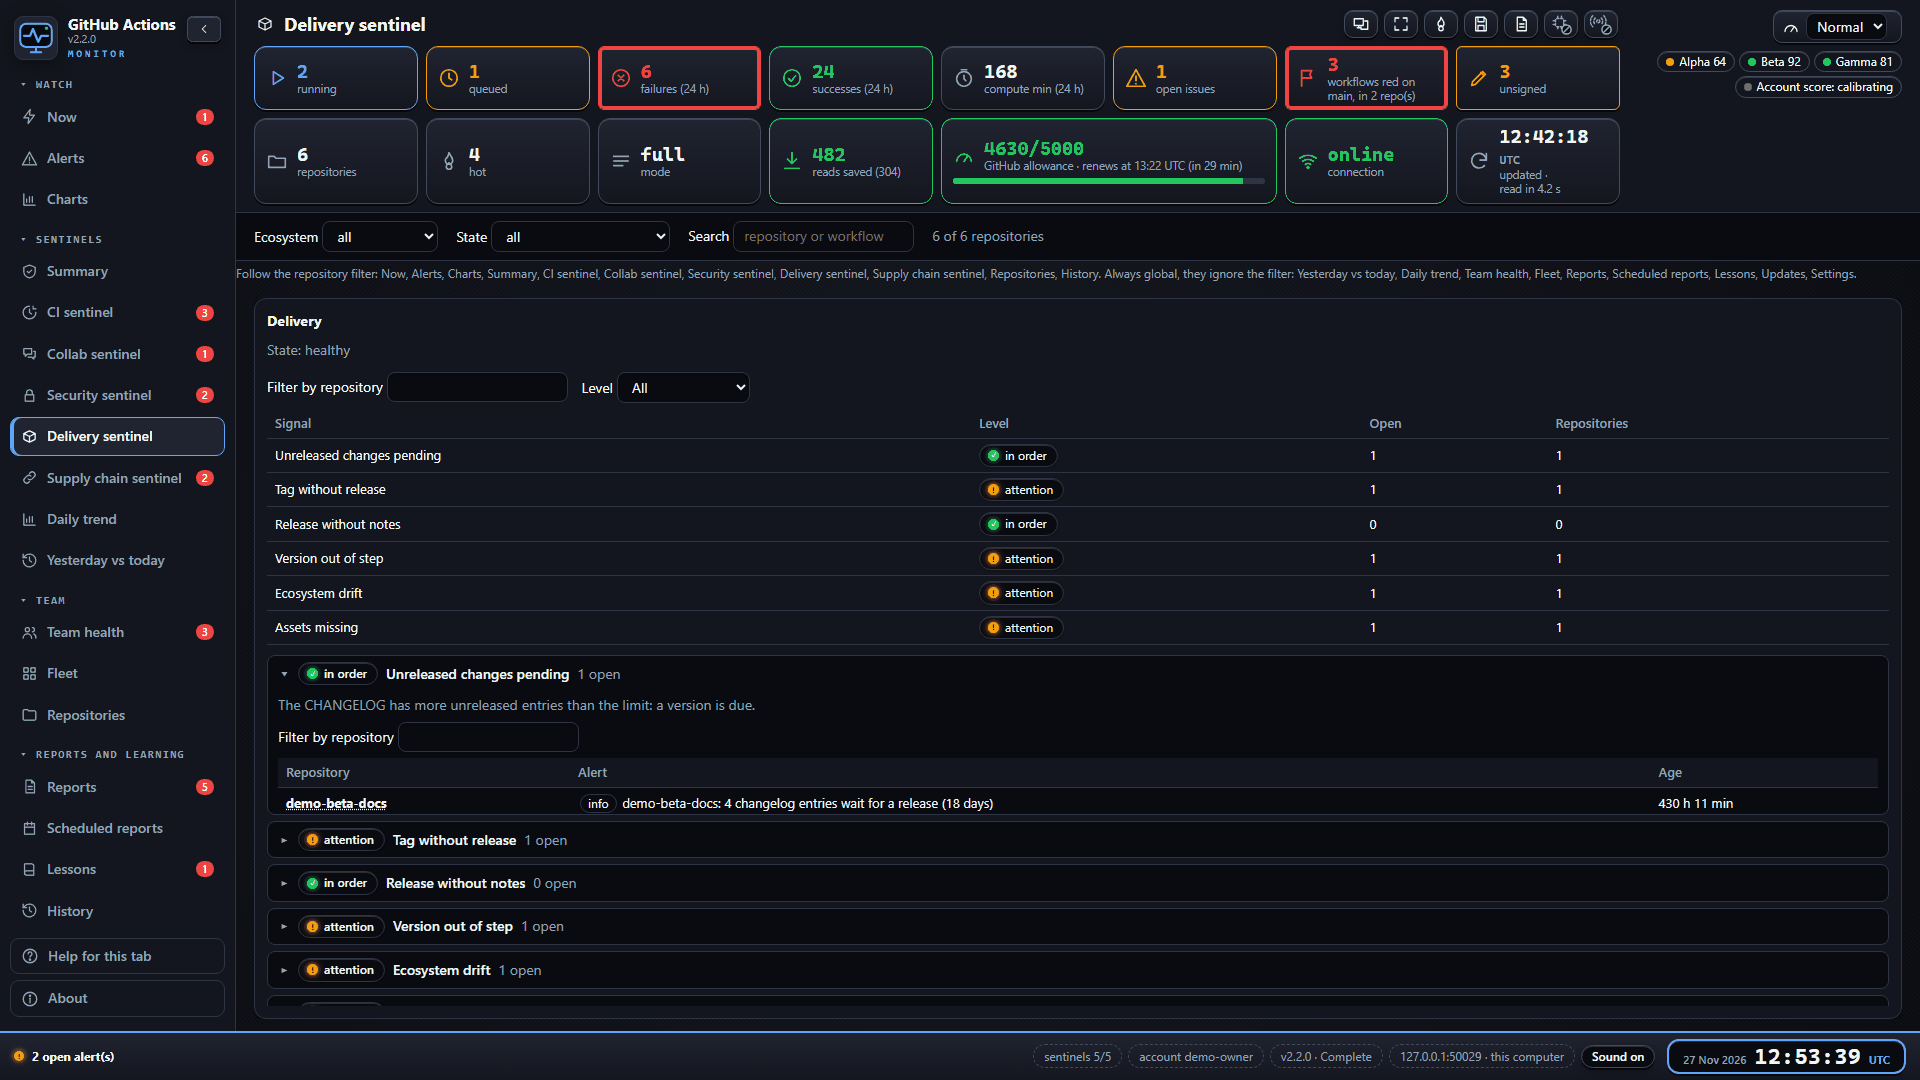 GitHub Actions
v2.2.0
MONITOR
WATCH
Now 1
Alerts 6
Charts
SENTINELS
Summary
CI sentinel 3
Collab sentinel 1
Security sentinel 2
Delivery sentinel
Supply chain sentinel 2
Daily trend
Yesterday vs today
TEAM
Team health 3
Fleet
Repositories
REPORTS AND LEARNING
Reports 5
Scheduled reports
Lessons 1
History
Help for this tab
About
Delivery sentinel
Normal
2
running
1
queued
6
failures (24 h)
24
successes (24 h)
168
compute min (24 h)
1
open issues
3
workflows red on
main, in 2 repo(s)
3
unsigned
Alpha 64
Beta 92
Gamma 81
Account score: calibrating
6
repositories
4
hot
full
mode
482
reads saved (304)
4630/5000
GitHub allowance · renews at 13:22 UTC (in 29 min)
online
connection
12:42:18
UTC
updated ·
read in 4.2 s
Ecosystem all State all Search repository or workflow 6 of 6 repositories
Follow the repository filter: Now, Alerts, Charts, Summary, CI sentinel, Collab sentinel, Security sentinel, Delivery sentinel, Supply chain sentinel, Repositories, History. Always global, they ignore the filter: Yesterday vs today, Daily trend, Team health, Fleet, Reports, Scheduled reports, Lessons, Updates, Settings.
Delivery
State: healthy
Filter by repository Level All
Signal Level Open Repositories
Unreleased changes pending in order 1 1
Tag without release attention 1 1
Release without notes in order 0 0
Version out of step attention 1 1
Ecosystem drift attention 1 1
Assets missing attention 1 1
in order Unreleased changes pending 1 open
The CHANGELOG has more unreleased entries than the limit: a version is due.
Filter by repository
Repository Alert Age
demo-beta-docs info demo-beta-docs: 4 changelog entries wait for a release (18 days) 430 h 11 min
attention Tag without release 1 open
in order Release without notes 0 open
attention Version out of step 1 open
attention Ecosystem drift 1 open
2 open alert(s)
sentinels 5/5
account demo-owner
v2.2.0 · Complete
127.0.0.1:50029 · this computer
Sound on
27 Nov 2026 12:53:39 UTC